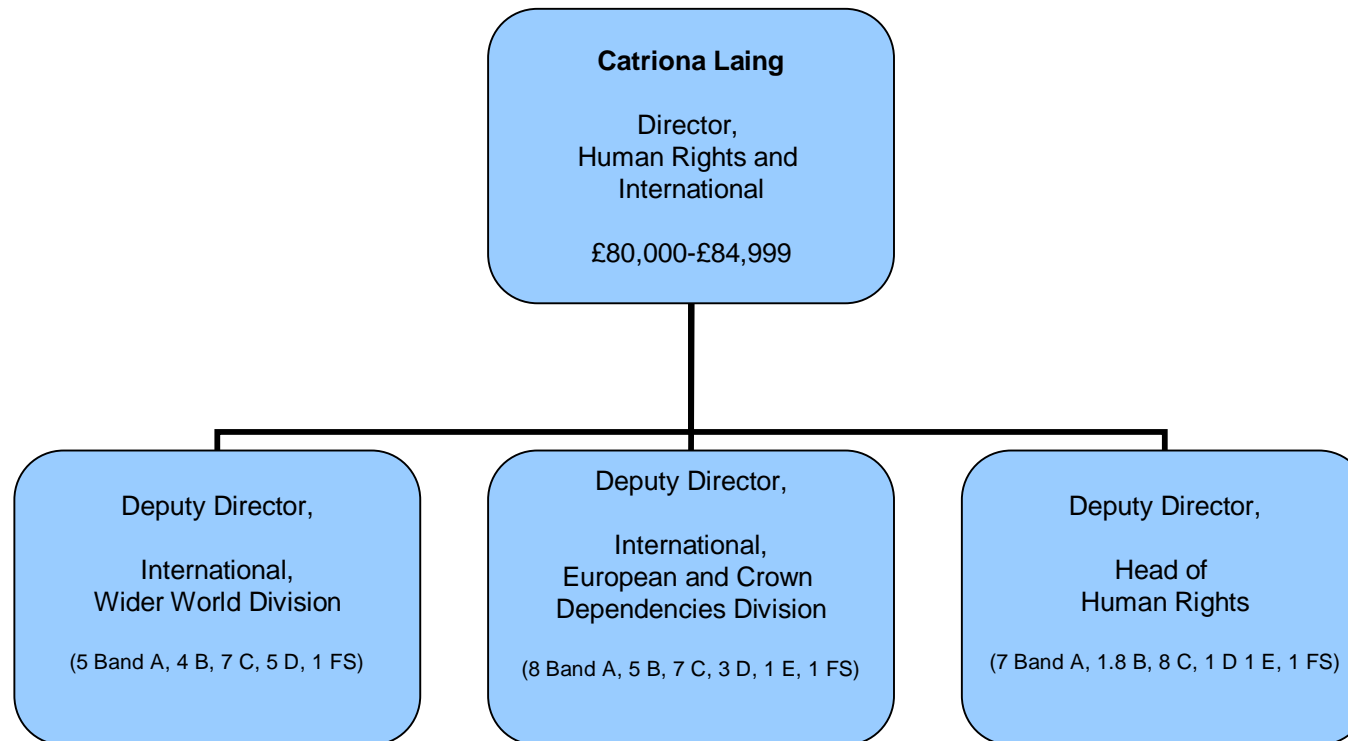 Catriona Laing
Director,
Human Rights and
International
£80,000-£84,999
Deputy Director,
International,
Wider World Division
(5 Band A, 4 B, 7 C, 5 D, 1 FS)
Deputy Director,
International,
European and Crown
Dependencies Division
(8 Band A, 5 B, 7 C, 3 D, 1 E, 1 FS)
Deputy Director,
Head of
Human Rights
(7 Band A, 1.8 B, 8 C, 1 D 1 E, 1 FS)